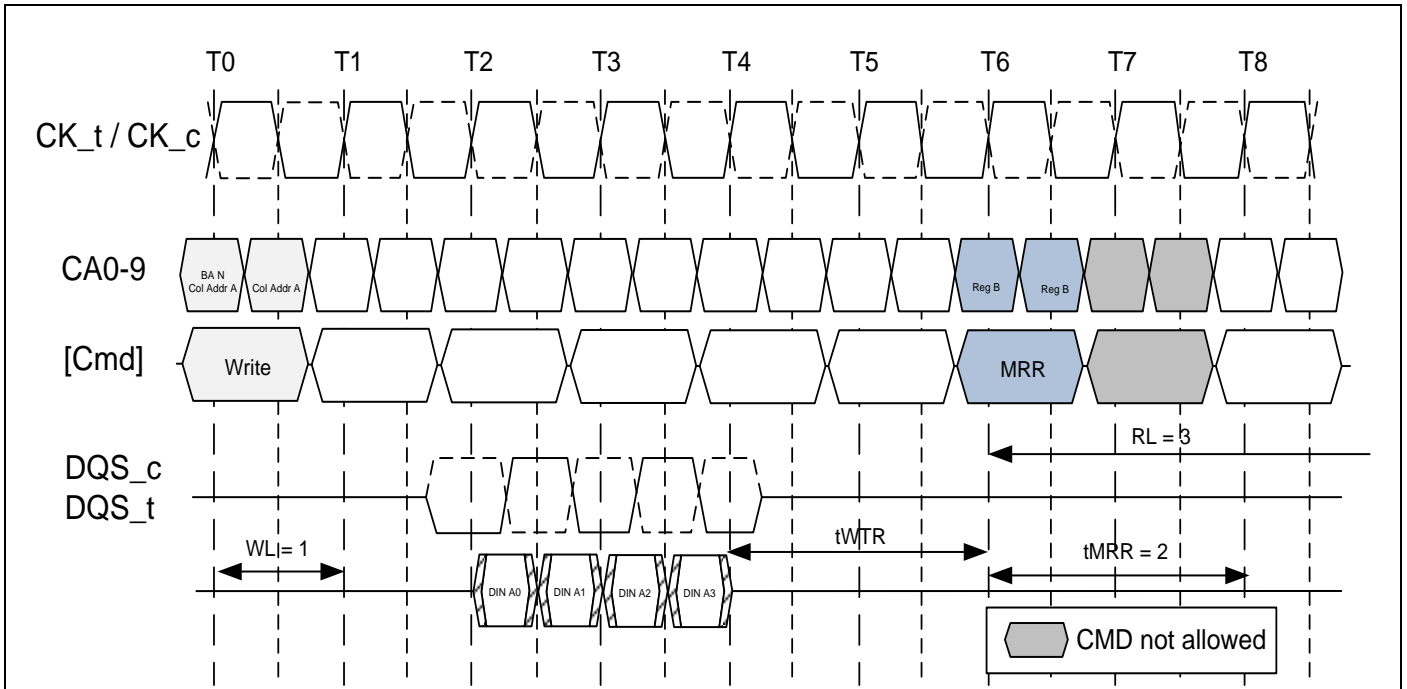 T0 T1 T2 T3 T4 T5 T6 T7 T8
CK_t / CK_c
CA0-9
BA N
Col Addr A
Col Addr A
Reg B
Reg B
[Cmd]
Write
MRR
RL = 3
DQS_c
DQS_t
WL = 1
tWTR
tMRR = 2
DIN A0
DIN A1
DIN A2
DIN A3
CMD not allowed